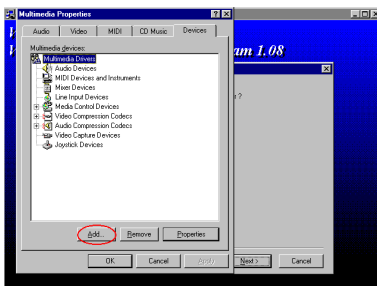 Multimedia Properties
Audio Video MIDI CD Music Devices
Multimedia devices:
Multimedia Drivers
Audio Devices
MIDI Devices and Instruments
Mixer Devices
Line Input Devices
Media Control Devices
Video Compression Codecs
Audio Compression Codecs
Video Capture Devices
Joystick Devices
Add... Remove Properties
OK Cancel Apply
am 1.08
?
Next > Cancel